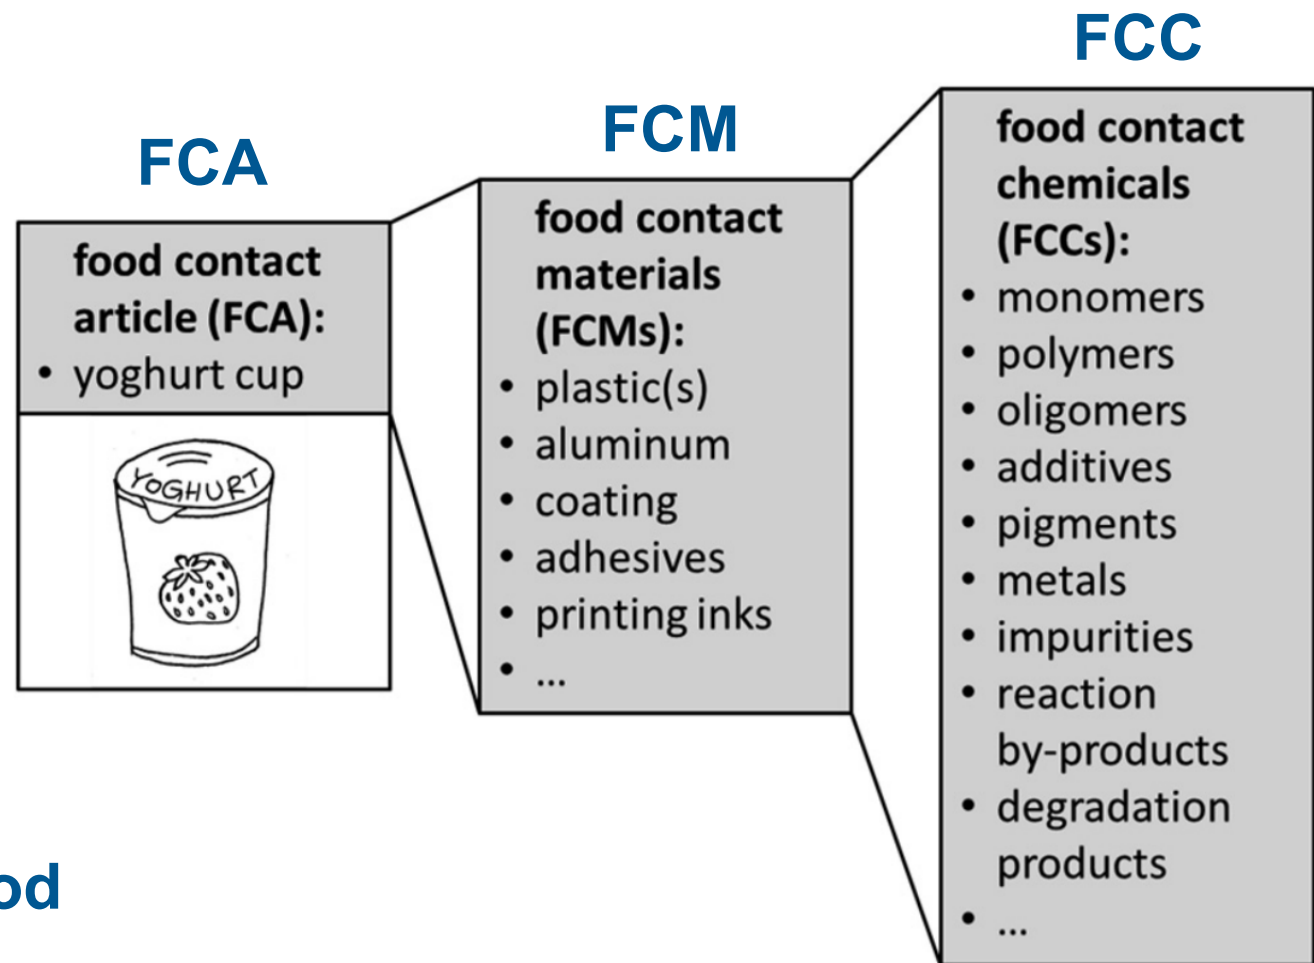 FCA
food contact
article (FCA):
• yoghurt cup
YOGHURT
FCM
food contact
materials
(FCMs):
• plastic(s)
• aluminum
• coating
• adhesives
• printing inks
• ...
FCC
food contact
chemicals
(FCCs):
• monomers
• polymers
• oligomers
• additives
• pigments
• metals
• impurities
• reaction
by-products
• degradation
products
• ...
od